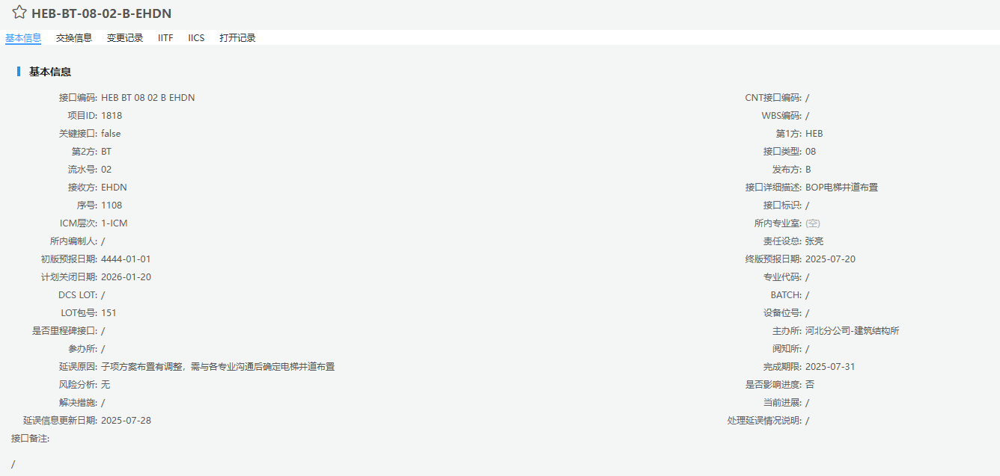 HEB-BT-08-02-B-EHDN
基本信息 交换信息 变更记录 IITF IICS 打开记录
基本信息
接口编码: HEB BT 08 02 B EHDN CNT接口编码: /
项目ID: 1818 WBS编码: /
关键接口: false 第1方: HEB
第2方: BT 接口类型: 08
流水号: 02 发布方: B
接收方: EHDN 接口详细描述: BOP电梯井道布置
序号: 1108 接口标识: /
ICM层次: 1-ICM 所内专业室: (空)
所内编制人: / 责任设总: 张亮
初版预报日期: 4444-01-01 终版预报日期: 2025-07-20
计划关闭日期: 2026-01-20 专业代码: /
DCS LOT: / BATCH: /
LOT包号: 151 设备位号: /
是否里程碑接口: / 主办所: 河北分公司-建筑结构所
参办所: / 阅知所: /
延误原因: 子项方案布置有调整，需与各专业沟通后确定电梯井道布置 完成期限: 2025-07-31
风险分析: 无 是否影响进度: 否
解决措施: / 当前进展: /
延误信息更新日期: 2025-07-28 处理延误情况说明: /
接口备注:
/